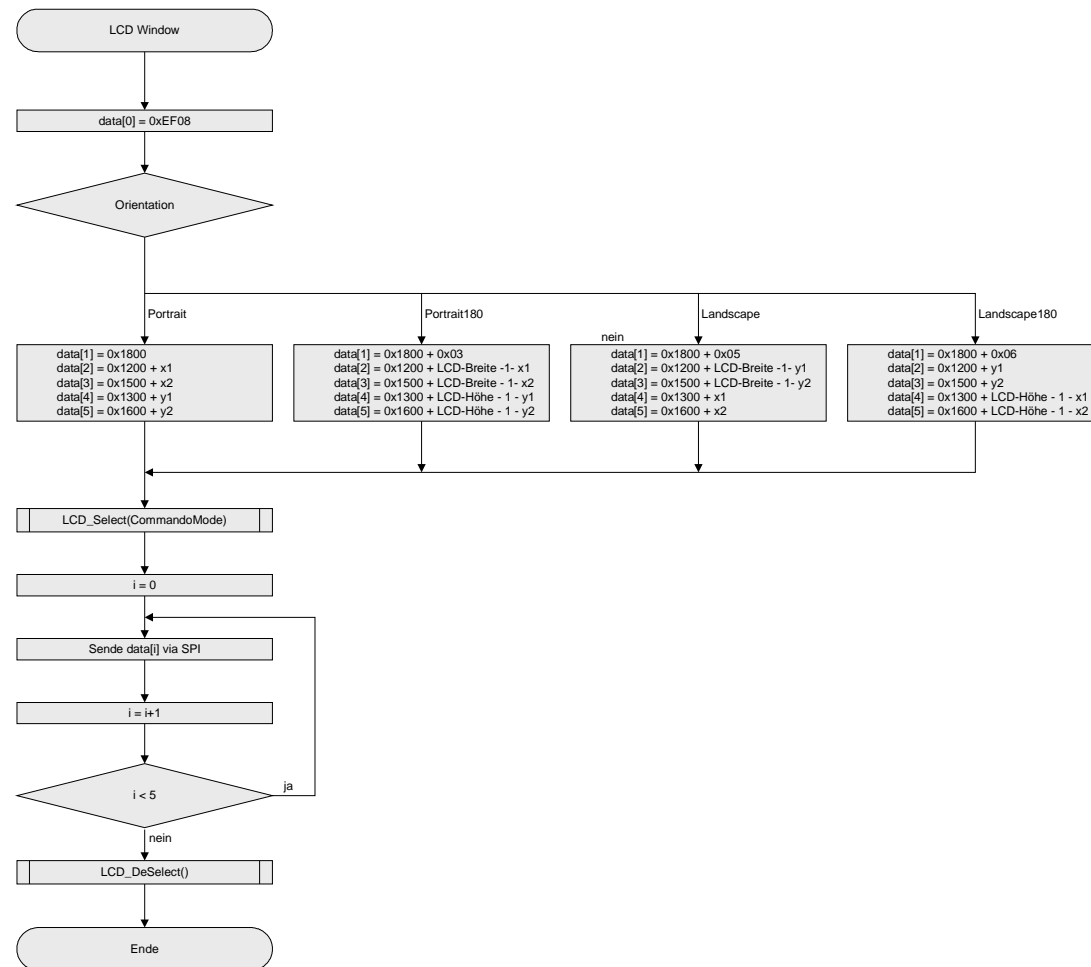 LCD Window
data[0] = 0xEF08
Orientation
Portrait
Portrait180
Landscape
Landscape180
nein
data[1] = 0x1800
data[2] = 0x1200 + x1
data[3] = 0x1500 + x2
data[4] = 0x1300 + y1
data[5] = 0x1600 + y2
data[1] = 0x1800 + 0x03
data[2] = 0x1200 + LCD-Breite -1- x1
data[3] = 0x1500 + LCD-Breite - 1- x2
data[4] = 0x1300 + LCD-Höhe - 1 - y1
data[5] = 0x1600 + LCD-Höhe - 1 - y2
data[1] = 0x1800 + 0x05
data[2] = 0x1200 + LCD-Breite -1- y1
data[3] = 0x1500 + LCD-Breite - 1- y2
data[4] = 0x1300 + x1
data[5] = 0x1600 + x2
data[1] = 0x1800 + 0x06
data[2] = 0x1200 + y1
data[3] = 0x1500 + y2
data[4] = 0x1300 + LCD-Höhe - 1 - x1
data[5] = 0x1600 + LCD-Höhe - 1 - x2
LCD_Select(CommandoMode)
i = 0
Sende data[i] via SPI
i = i+1
i < 5
ja
nein
LCD_DeSelect()
Ende